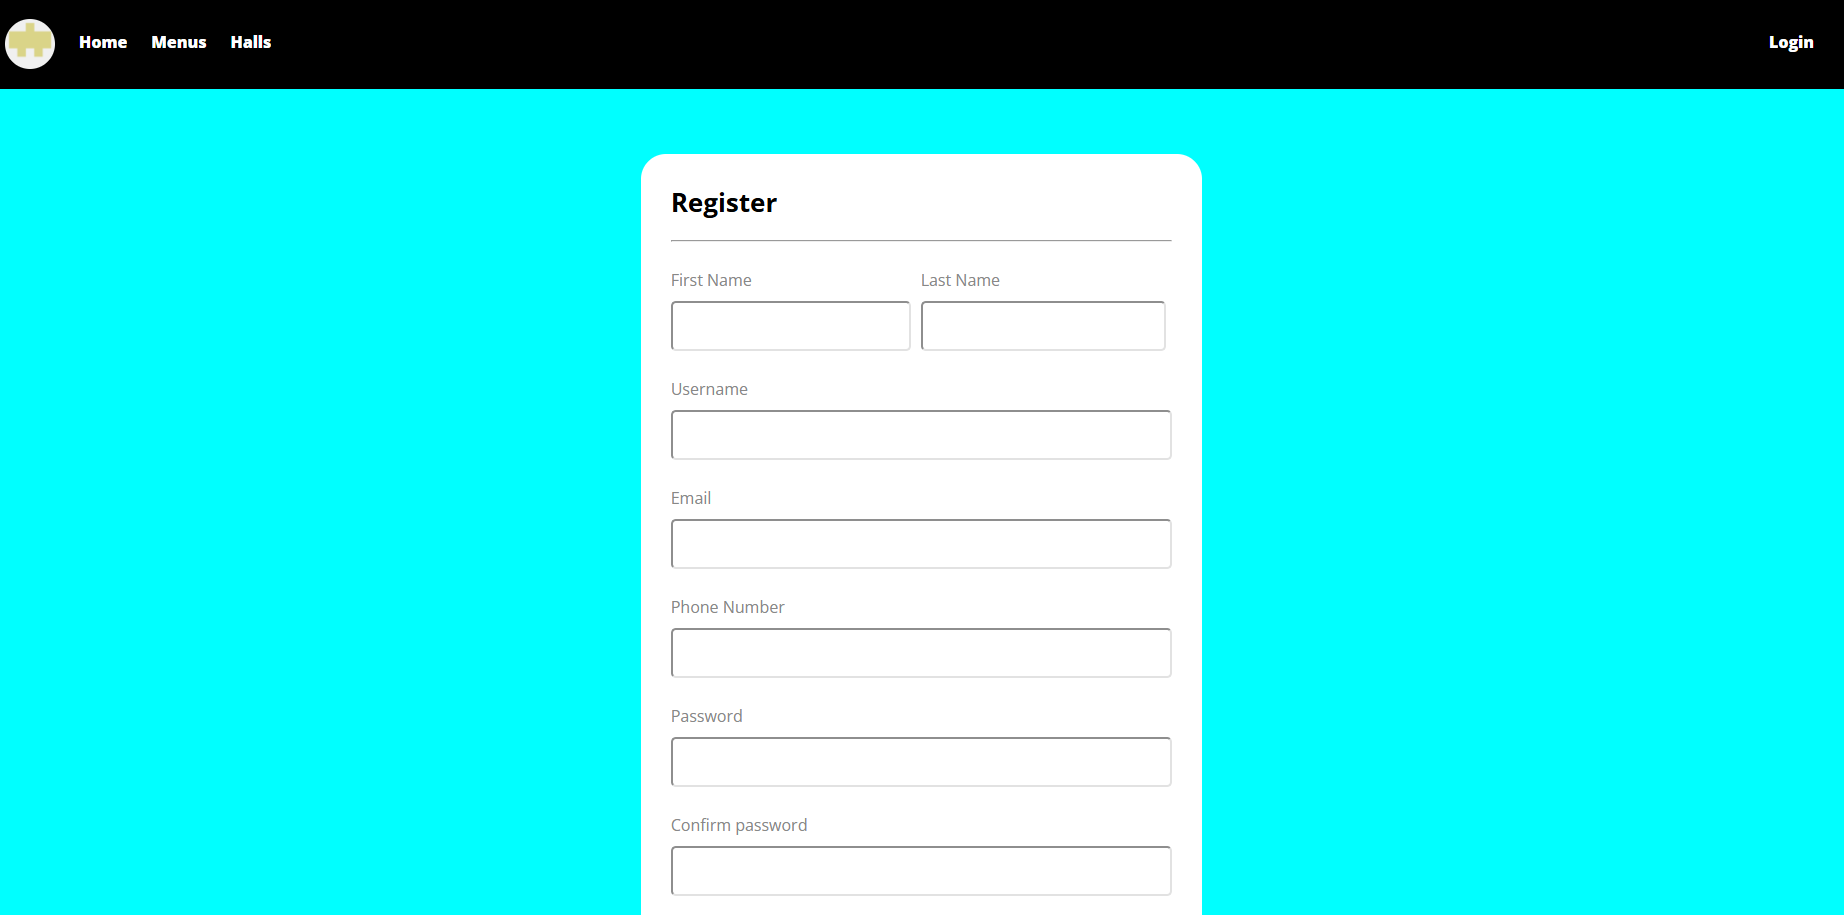 Home Menus Halls Login
Register
First Name Last Name
Username
Email
Phone Number
Password
Confirm password